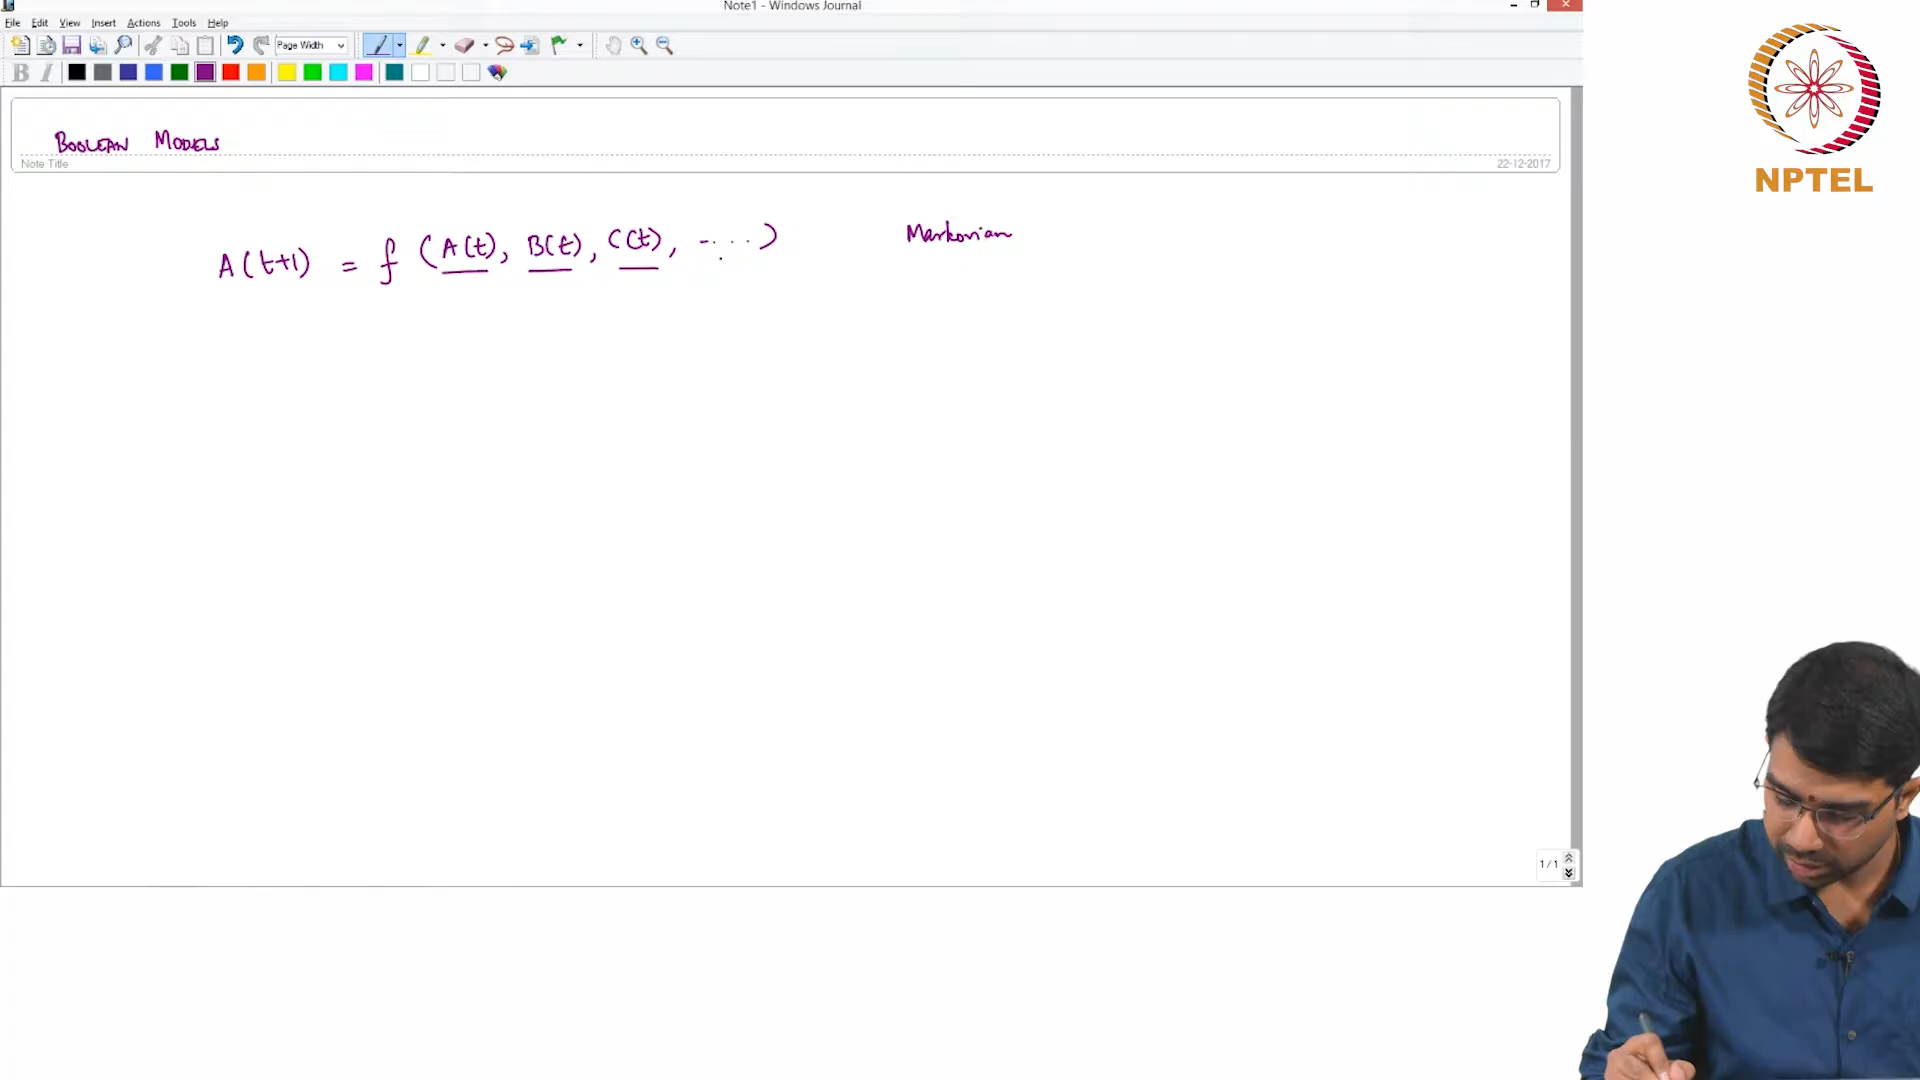 Note1 - Windows Journal
File Edit View Insert Actions Tools Help
Page Width
B I
BOOLEAN MODELS
Note Title
22-12-2017
A(t+1) = f (A(t), B(t), C(t), -....)
Markovian
1/1
NPTEL